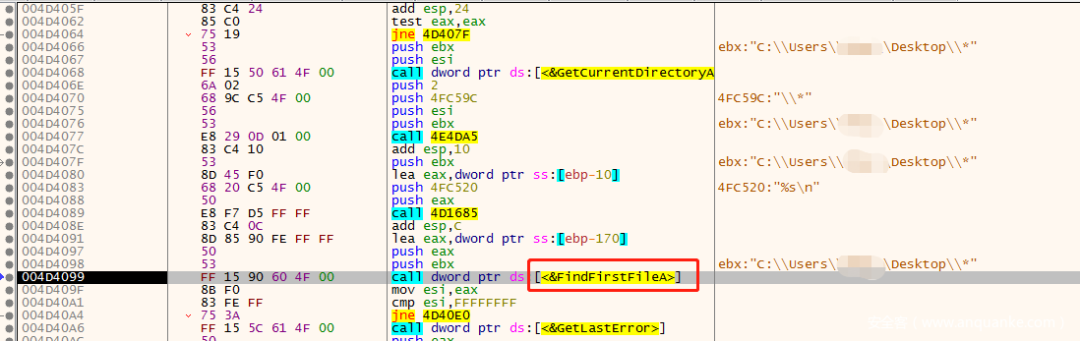 004D405F 83 C4 24 add esp,24
004D4062 85 C0 test eax,eax
004D4064 75 19 jne 4D407F
004D4066 53 push ebx ebx:"C:\\Users\\ \Desktop\\*"
004D4067 56 push esi
004D4068 FF 15 50 61 4F 00 call dword ptr ds:[<&GetCurrentDirectoryA
004D406E 6A 02 push 2
004D4070 68 9C C5 4F 00 push 4FC59C 4FC59C:"\\*"
004D4075 56 push esi
004D4076 53 push ebx ebx:"C:\\Users\\ \Desktop\\*"
004D4077 E8 29 0D 01 00 call 4E4DA5
004D407C 83 C4 10 add esp,10
004D407F 53 push ebx ebx:"C:\\Users\\ \Desktop\\*"
004D4080 8D 45 F0 lea eax,dword ptr ss:[ebp-10]
004D4083 68 20 C5 4F 00 push 4FC520 4FC520:"%s\n"
004D4088 50 push eax
004D4089 E8 F7 D5 FF FF call 4D1685
004D408E 83 C4 0C add esp,C
004D4091 8D 85 90 FE FF FF lea eax,dword ptr ss:[ebp-170]
004D4097 50 push eax
004D4098 53 push ebx ebx:"C:\\Users\\ \Desktop\\*"
004D4099 FF 15 90 60 4F 00 call dword ptr ds:[<&FindFirstFileA>]
004D409F 8B F0 mov esi,eax
004D40A1 83 FE FF cmp esi,FFFFFFFF
004D40A4 75 3A jne 4D40E0
004D40A6 FF 15 5C 61 4F 00 call dword ptr ds:[<&GetLastError>]
004D40AC 50 push eax